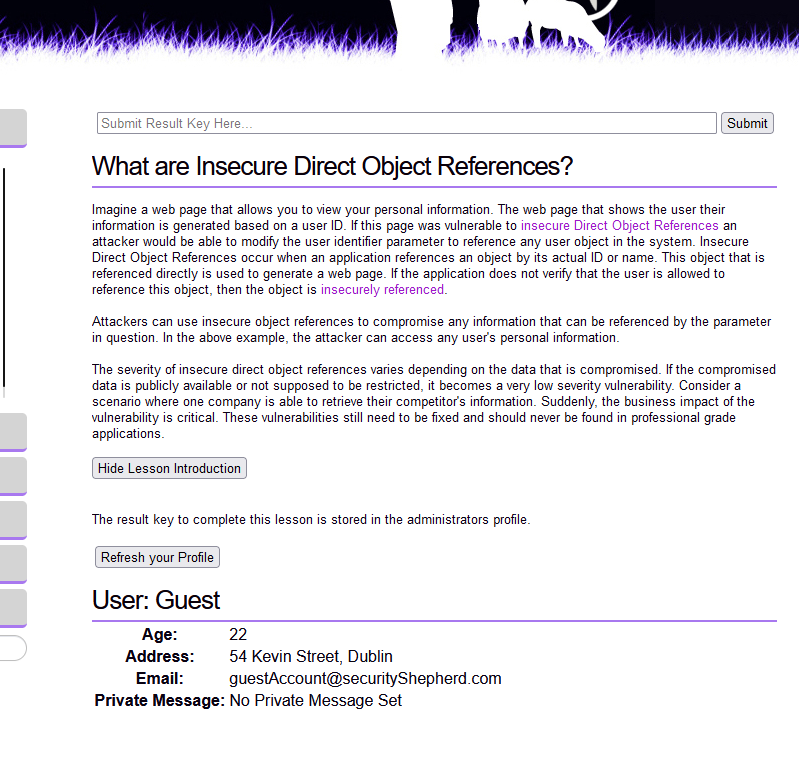 Submit Result Key Here...
Submit
What are Insecure Direct Object References?
Imagine a web page that allows you to view your personal information. The web page that shows the user their
information is generated based on a user ID. If this page was vulnerable to insecure Direct Object References an
attacker would be able to modify the user identifier parameter to reference any user object in the system. Insecure
Direct Object References occur when an application references an object by its actual ID or name. This object that is
referenced directly is used to generate a web page. If the application does not verify that the user is allowed to
reference this object, then the object is insecurely referenced.
Attackers can use insecure object references to compromise any information that can be referenced by the parameter
in question. In the above example, the attacker can access any user's personal information.
The severity of insecure direct object references varies depending on the data that is compromised. If the compromised
data is publicly available or not supposed to be restricted, it becomes a very low severity vulnerability. Consider a
scenario where one company is able to retrieve their competitor's information. Suddenly, the business impact of the
vulnerability is critical. These vulnerabilities still need to be fixed and should never be found in professional grade
applications.
Hide Lesson Introduction
The result key to complete this lesson is stored in the administrators profile.
Refresh your Profile
User: Guest
Age: 22
Address: 54 Kevin Street, Dublin
Email: guestAccount@securityShepherd.com
Private Message: No Private Message Set